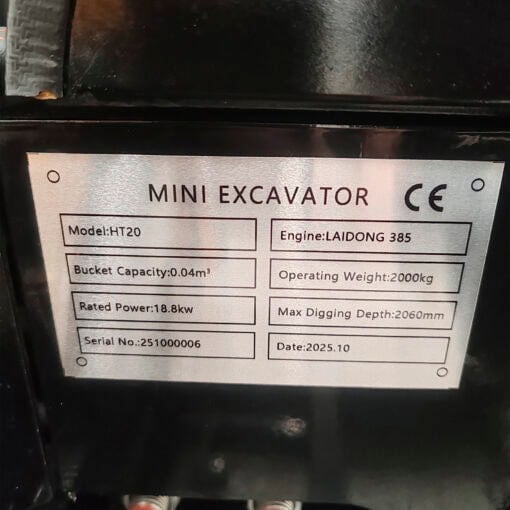 MINI EXCAVATOR CE
Model:HT20
Engine:LAIDONG 385
Bucket Capacity:0.04m³
Operating Weight:2000kg
Rated Power:18.8kw
Max Digging Depth:2060mm
Serial No.:251000006
Date:2025.10